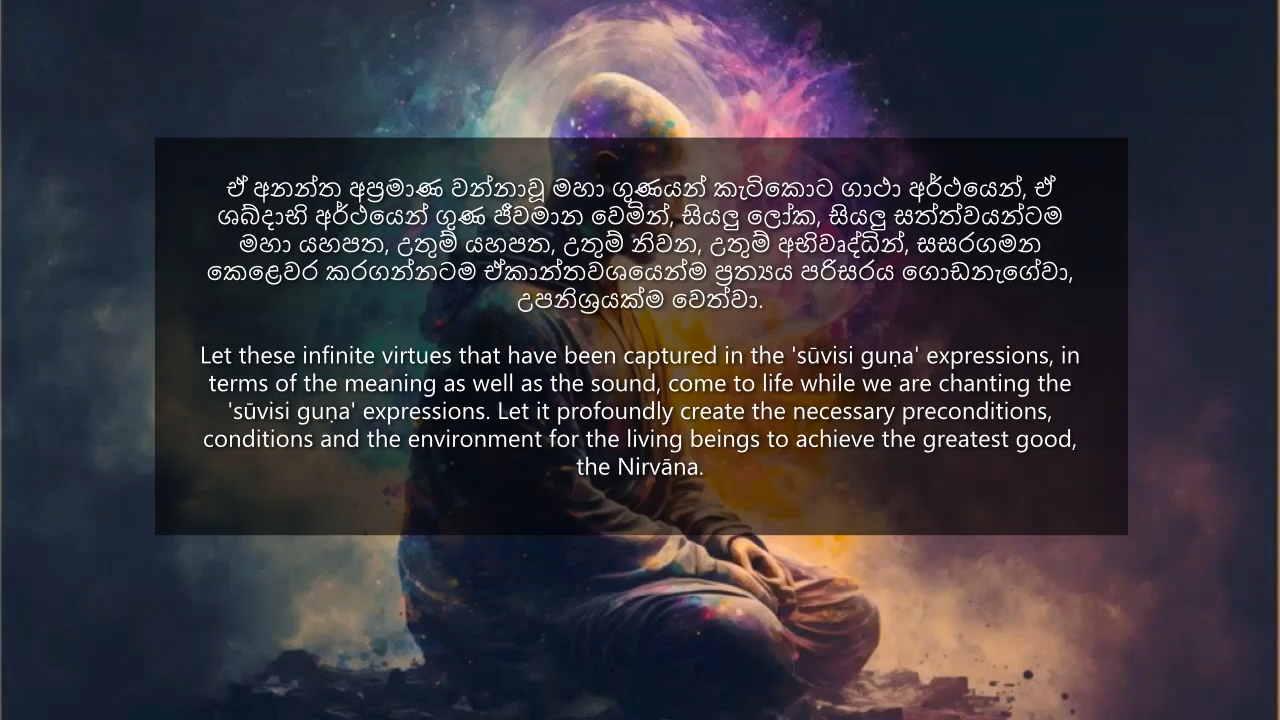 ඒ අනන්ත අප්‍රමාණ වන්නාවූ මහා ගුණයන් කැටිකොට ගාථා අර්ථයෙන්, ඒ
ශබ්දාභි අර්ථයෙන් ගුණ ජීවමාන වෙමින්, සියලු ලෝක, සියලු සත්ත්වයන්ටම
මහා යහපත, උතුම් යහපත, උතුම් නිවන, උතුම් අභිවෘද්ධින්, සසරගමන
කෙළෙවර කරගන්නටම ඒකාන්තවශයෙන්ම ප්‍රත්‍යය පරිසරය ගොඩනැගේවා,
උපනිශ්‍රයක්ම වෙත්වා.
Let these infinite virtues that have been captured in the 'sūvisi guṇa' expressions, in
terms of the meaning as well as the sound, come to life while we are chanting the
'sūvisi guṇa' expressions. Let it profoundly create the necessary preconditions,
conditions and the environment for the living beings to achieve the greatest good,
the Nirvāna.